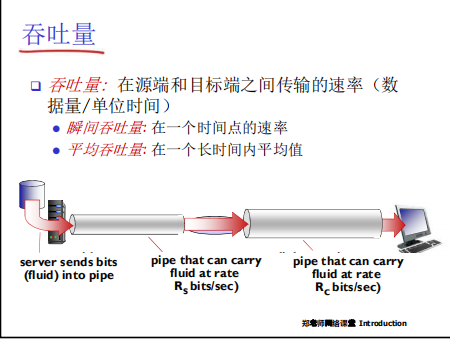 吞吐量
吞吐量: 在源端和目标端之间传输的速率（数
据量/单位时间）
瞬间吞吐量: 在一个时间点的速率
平均吞吐量: 在一个长时间内平均值
server sends bits
(fluid) into pipe
pipe that can carry
fluid at rate
Rs bits/sec)
pipe that can carry
fluid at rate
Rc bits/sec)
郑老师网络课堂 Introduction